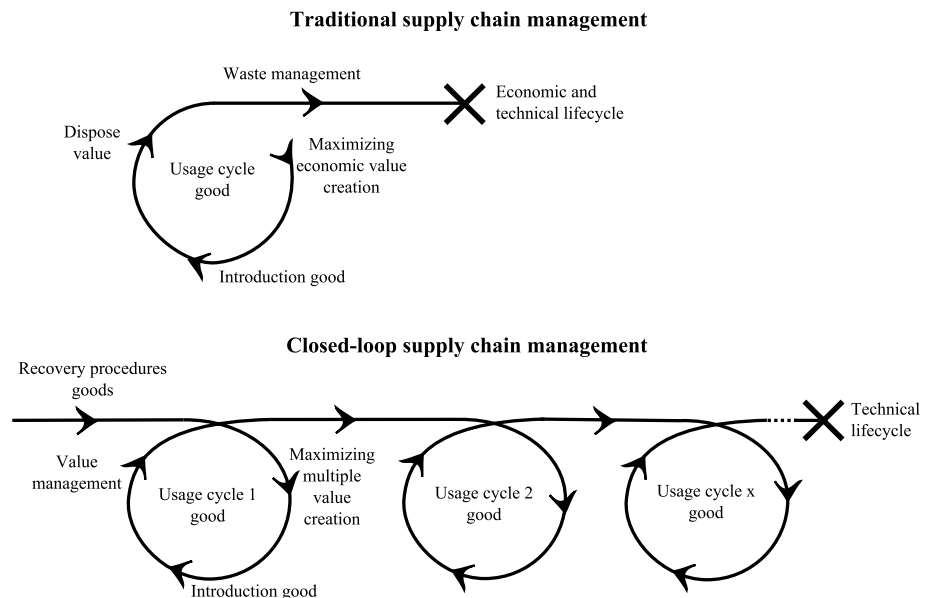 Traditional supply chain management
Waste management
Economic and
technical lifecycle
Dispose
value
Maximizing
economic value
creation
Usage cycle
good
Introduction good
Closed-loop supply chain management
Recovery procedures
goods
Technical
lifecycle
Value
management
Maximizing
multiple
value
creation
Usage cycle 1
good
Usage cycle 2
good
Usage cycle x
good
Introduction good